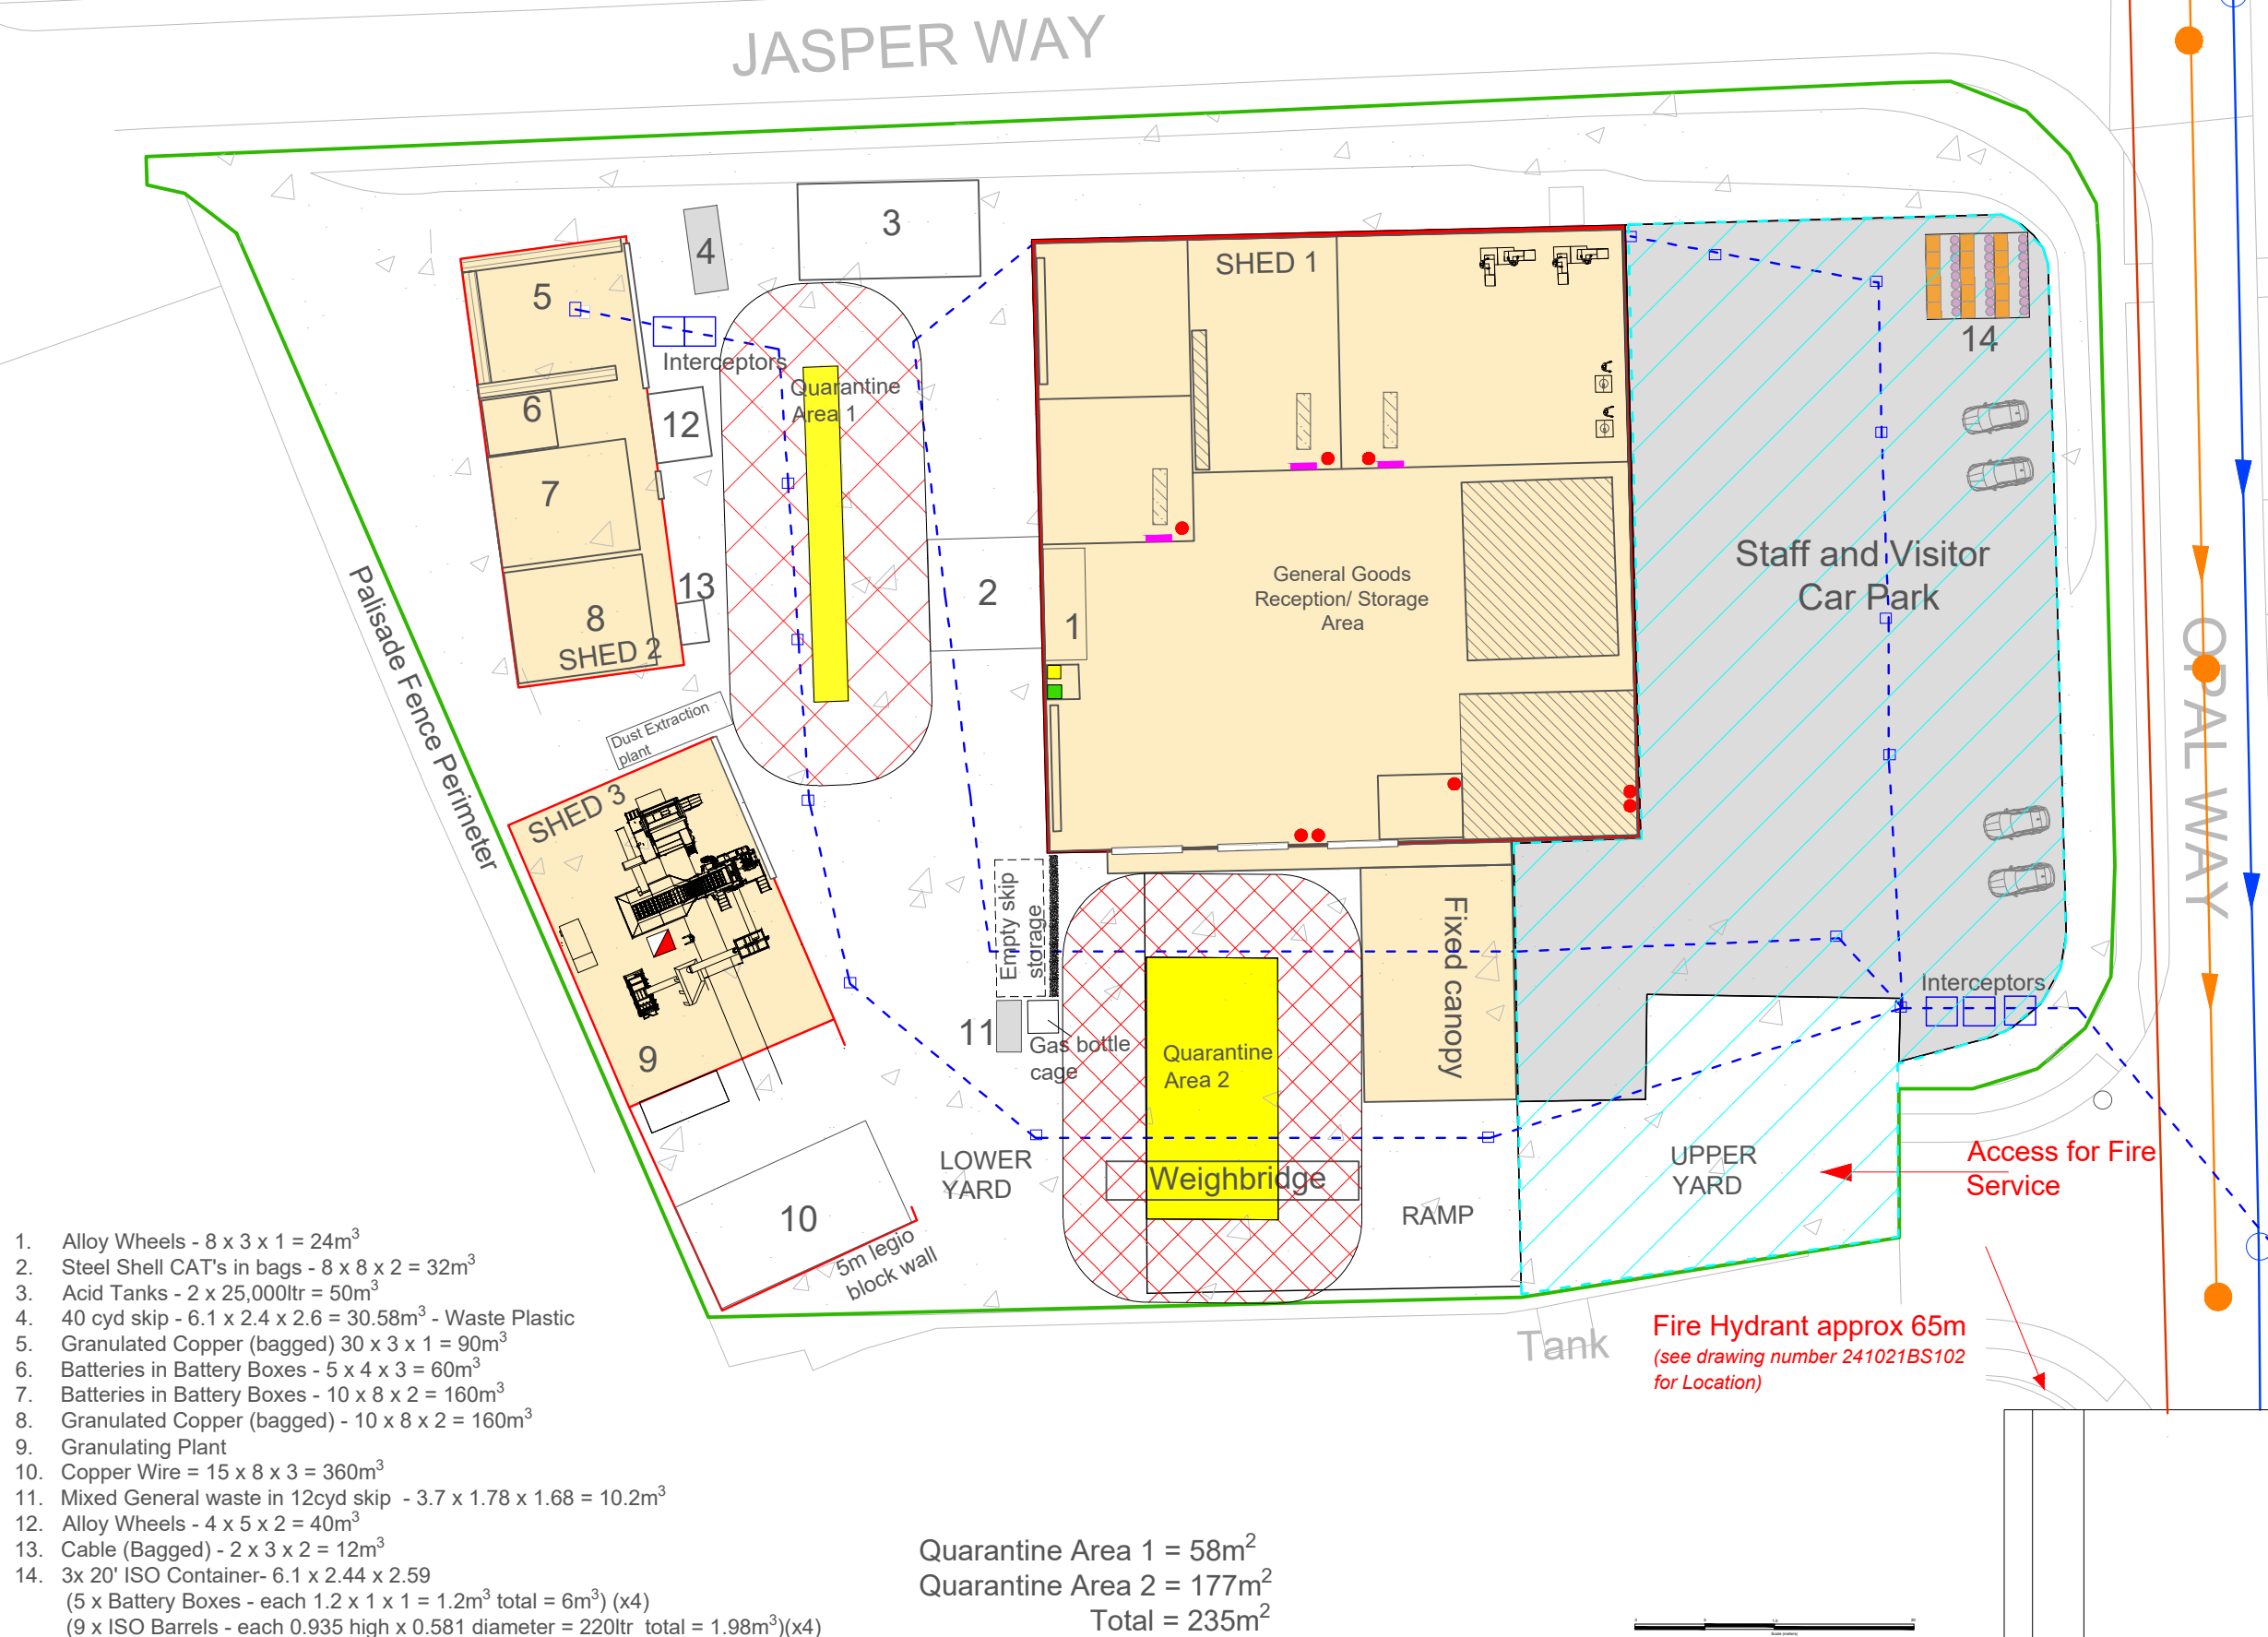 JASPER WAY
3
4
5
SHED 1
14
Interceptors
Quarantine
Area 1
6
12
7
Staff and Visitor
Car Park
General Goods
Reception/ Storage
Area
2
1
13
8
SHED 2
OPAL WAY
Palisade Fence Perimeter
Dust Extraction
plant
SHED 3
Empty skip
storage
Fixed canopy
Interceptors
11
Gas bottle
cage
Quarantine
Area 2
9
LOWER
YARD
Weighbridge
RAMP
UPPER
YARD
Access for Fire
Service
10
5m legio
block wall
Tank
Fire Hydrant approx 65m
(see drawing number 241021BS102
for Location)
1. Alloy Wheels - 8 x 3 x 1 = 24m³
2. Steel Shell CAT's in bags - 8 x 8 x 2 = 32m³
3. Acid Tanks - 2 x 25,000ltr = 50m³
4. 40 cyd skip - 6.1 x 2.4 x 2.6 = 30.58m³ - Waste Plastic
5. Granulated Copper (bagged) 30 x 3 x 1 = 90m³
6. Batteries in Battery Boxes - 5 x 4 x 3 = 60m³
7. Batteries in Battery Boxes - 10 x 8 x 2 = 160m³
8. Granulated Copper (bagged) - 10 x 8 x 2 = 160m³
9. Granulating Plant
10. Copper Wire = 15 x 8 x 3 = 360m³
11. Mixed General waste in 12cyd skip - 3.7 x 1.78 x 1.68 = 10.2m³
12. Alloy Wheels - 4 x 5 x 2 = 40m³
13. Cable (Bagged) - 2 x 3 x 2 = 12m³
14. 3x 20' ISO Container- 6.1 x 2.44 x 2.59
(5 x Battery Boxes - each 1.2 x 1 x 1 = 1.2m³ total = 6m³) (x4)
(9 x ISO Barrels - each 0.935 high x 0.581 diameter = 220ltr total = 1.98m³)(x4)
Quarantine Area 1 = 58m²
Quarantine Area 2 = 177m²
Total = 235m²